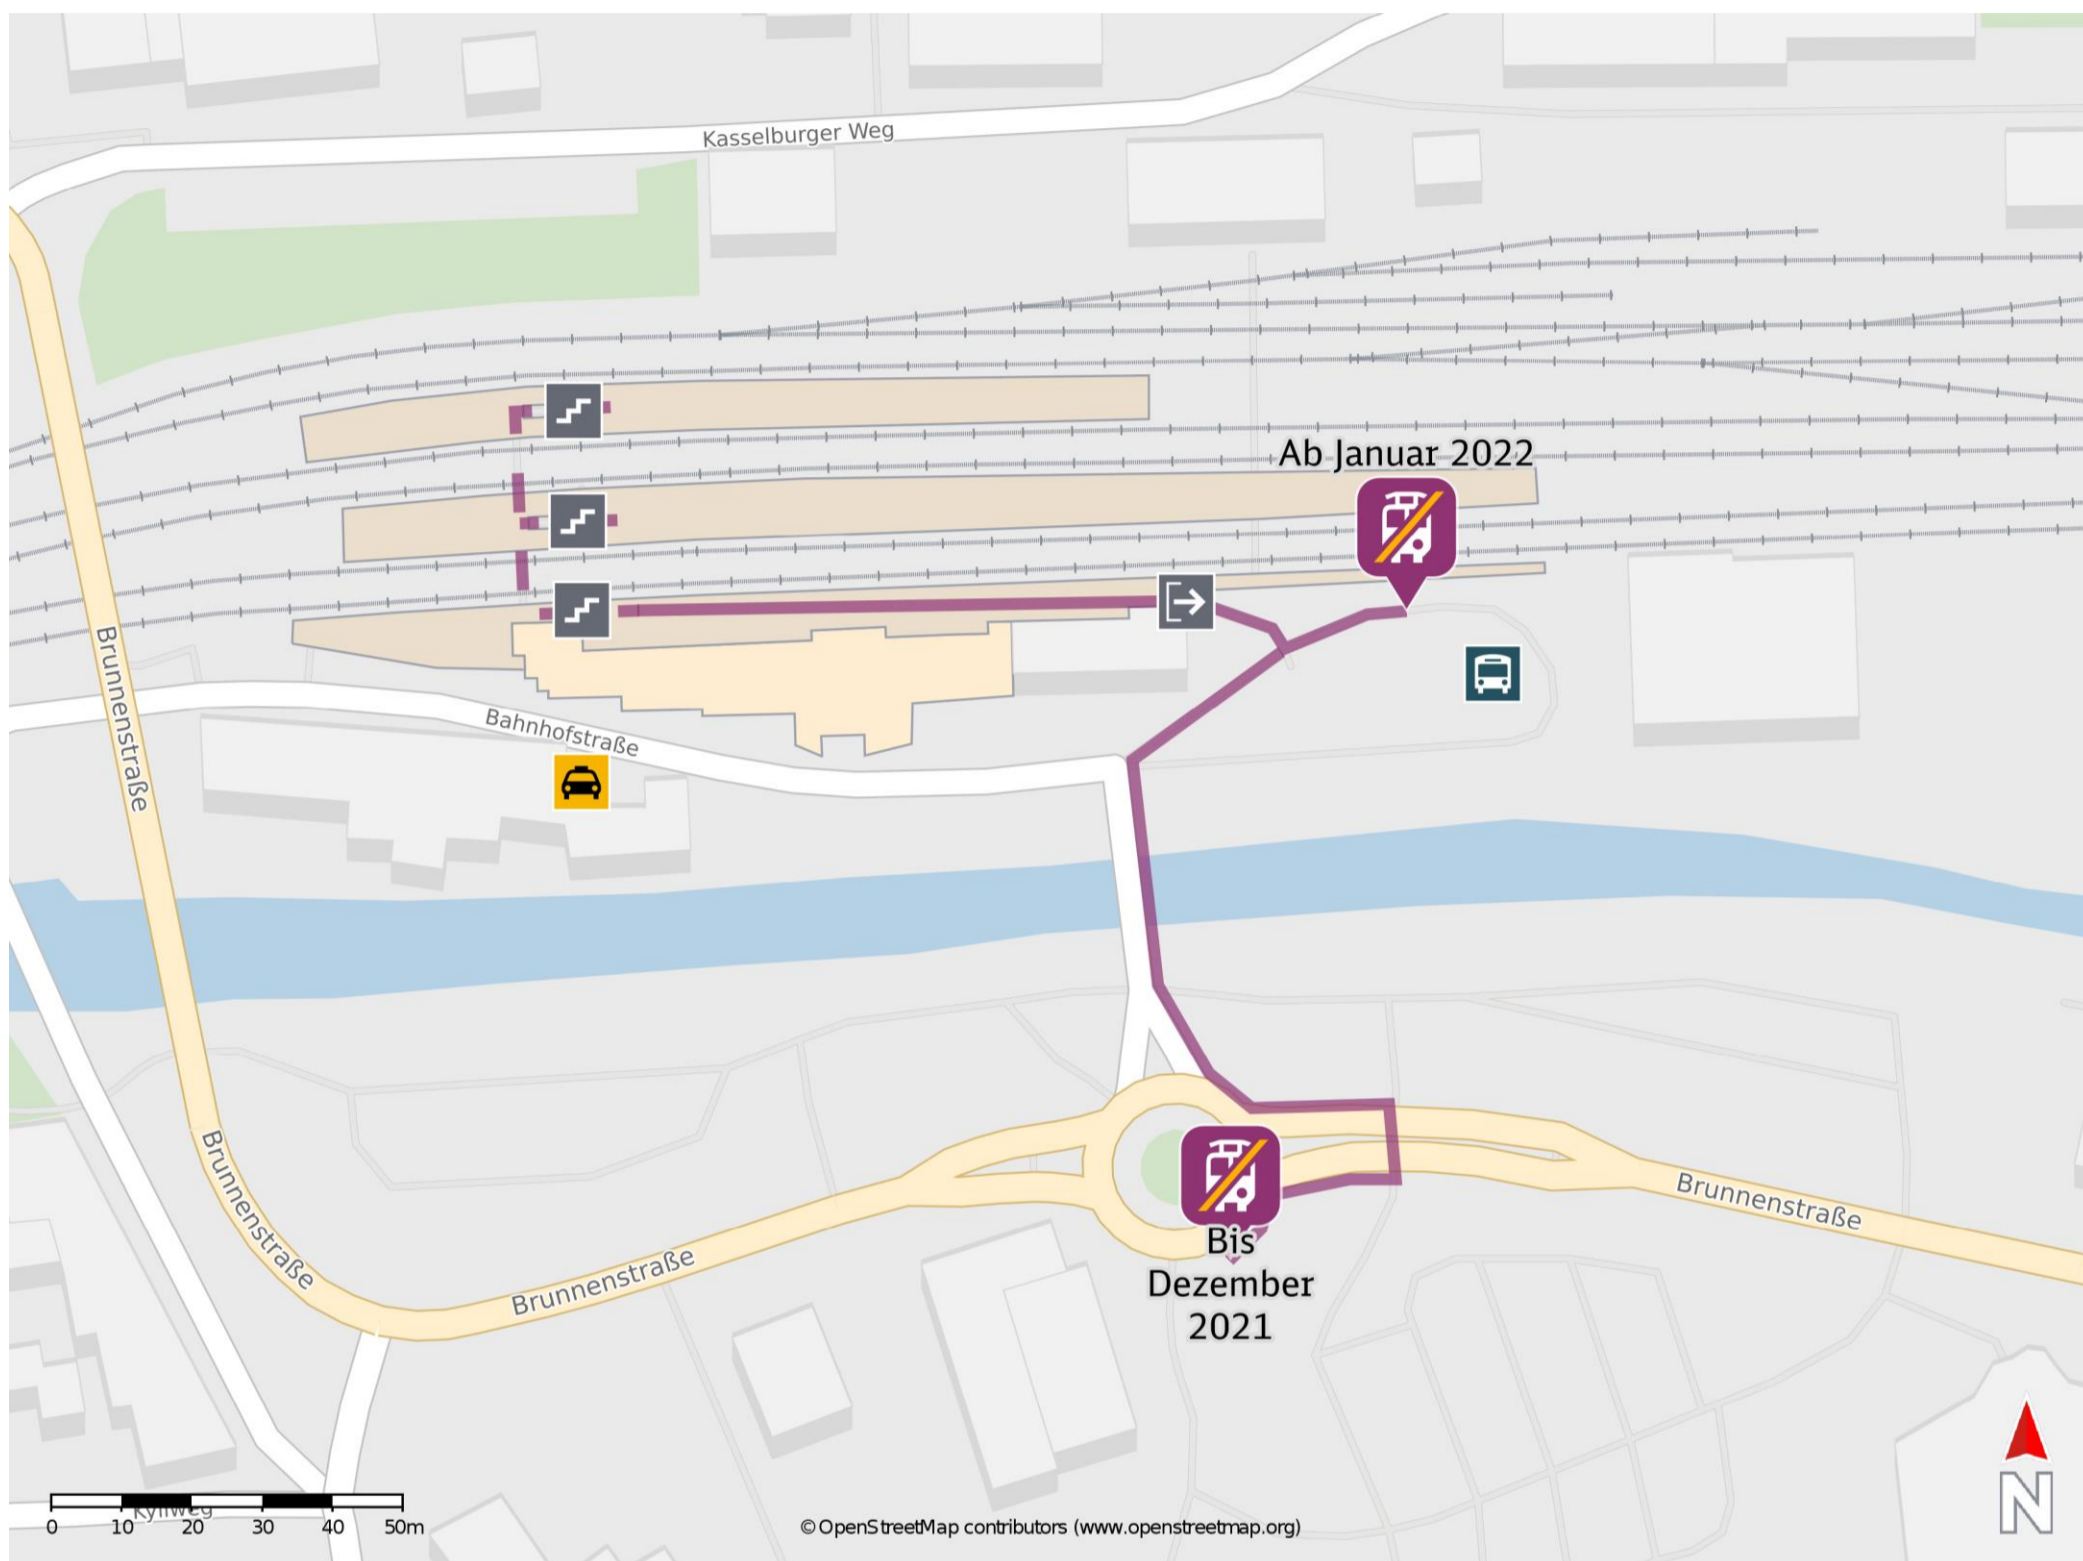 Kasselburger Weg
Ab Januar 2022
Brunnenstraße
Bahnhofstraße
Brunnenstraße
Brunnenstraße
Brunnenstraße
Bis
Dezember
2021
Kyllweg
0 10 20 30 40 50m
© OpenStreetMap contributors (www.openstreetmap.org)
N